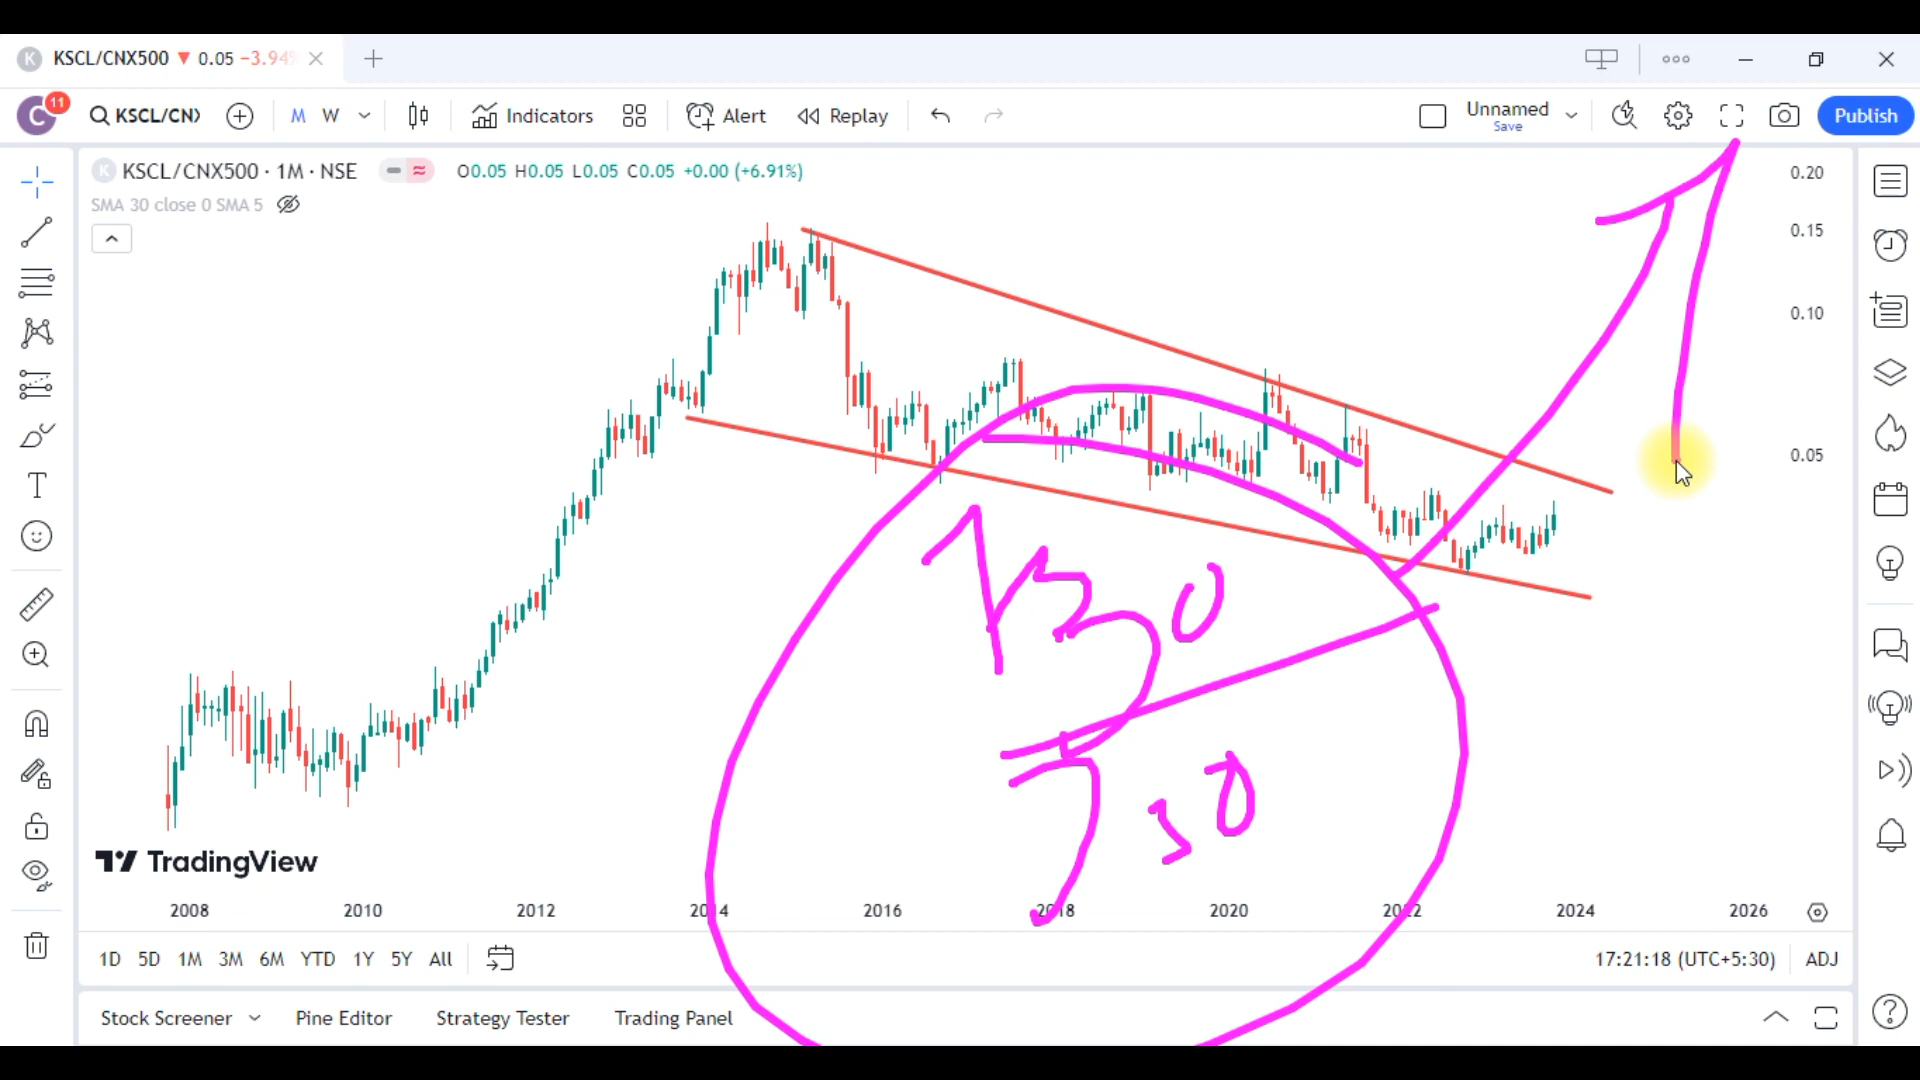 K KSCL/CNX500 ▼ 0.05 −3.94%
C 11 KSCL/CNX M W Indicators Alert Replay Unnamed Save Publish
K KSCL/CNX500 · 1M · NSE O0.05 H0.05 L0.05 C0.05 +0.00 (+6.91%)
SMA 30 close 0 SMA 5
0.20
0.15
0.10
0.05
TradingView
2008 2010 2012 2014 2016 2018 2020 2022 2024 2026
1D 5D 1M 3M 6M YTD 1Y 5Y All 17:21:18 (UTC+5:30) ADJ
Stock Screener Pine Editor Strategy Tester Trading Panel